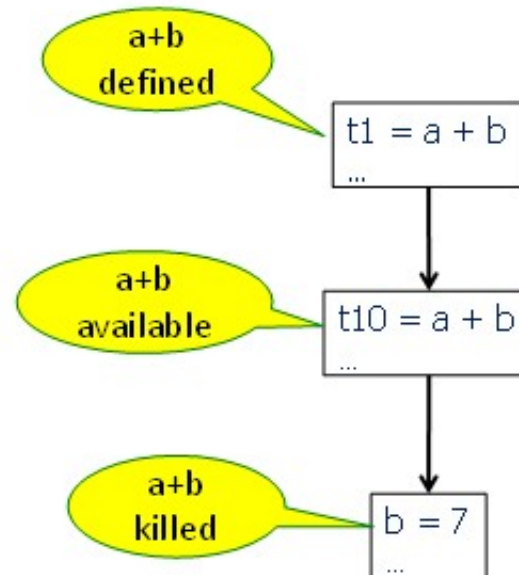 a+b
defined
t1 = a + b
...
a+b
available
t10 = a + b
...
a+b
killed
b = 7
...